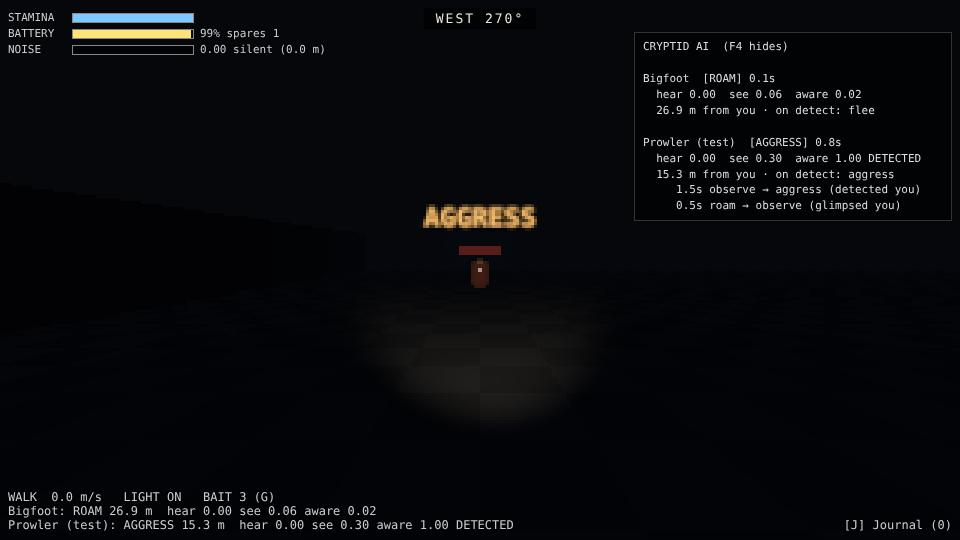 STAMINA
BATTERY 99% spares 1
NOISE 0.00 silent (0.0 m)
WEST 270°
CRYPTID AI (F4 hides)
Bigfoot [ROAM] 0.1s
hear 0.00 see 0.06 aware 0.02
26.9 m from you · on detect: flee
Prowler (test) [AGGRESS] 0.8s
hear 0.00 see 0.30 aware 1.00 DETECTED
15.3 m from you · on detect: aggress
1.5s observe → aggress (detected you)
0.5s roam → observe (glimpsed you)
AGGRESS
WALK 0.0 m/s LIGHT ON BAIT 3 (G)
Bigfoot: ROAM 26.9 m hear 0.00 see 0.06 aware 0.02
Prowler (test): AGGRESS 15.3 m hear 0.00 see 0.30 aware 1.00 DETECTED
[J] Journal (0)